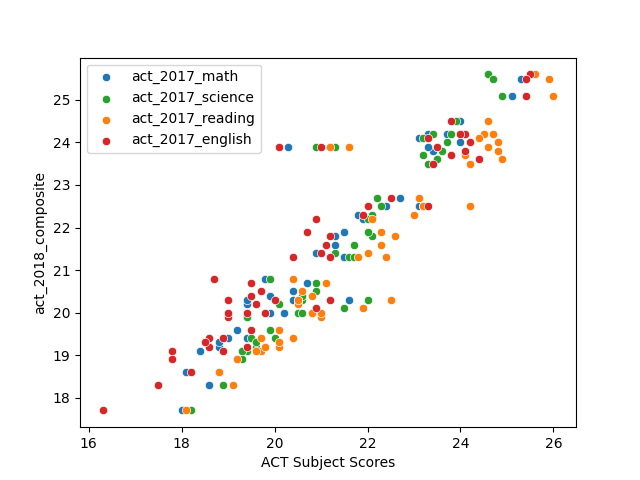 act_2017_math
act_2017_science
act_2017_reading
act_2017_english
25
24
23
22
21
20
19
18
act_2018_composite
16
18
20
22
24
26
ACT Subject Scores